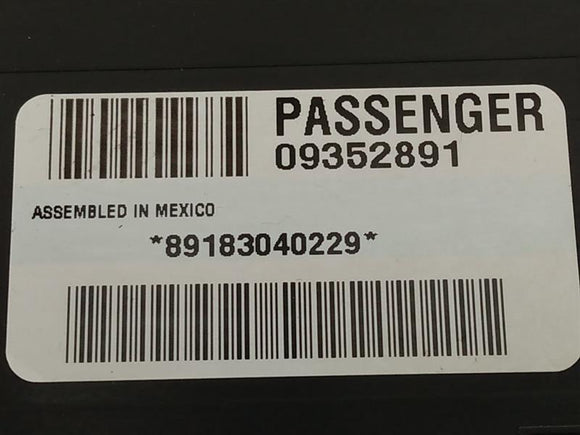 PASSENGER
09352891
ASSEMBLED IN MEXICO
*89183040229*